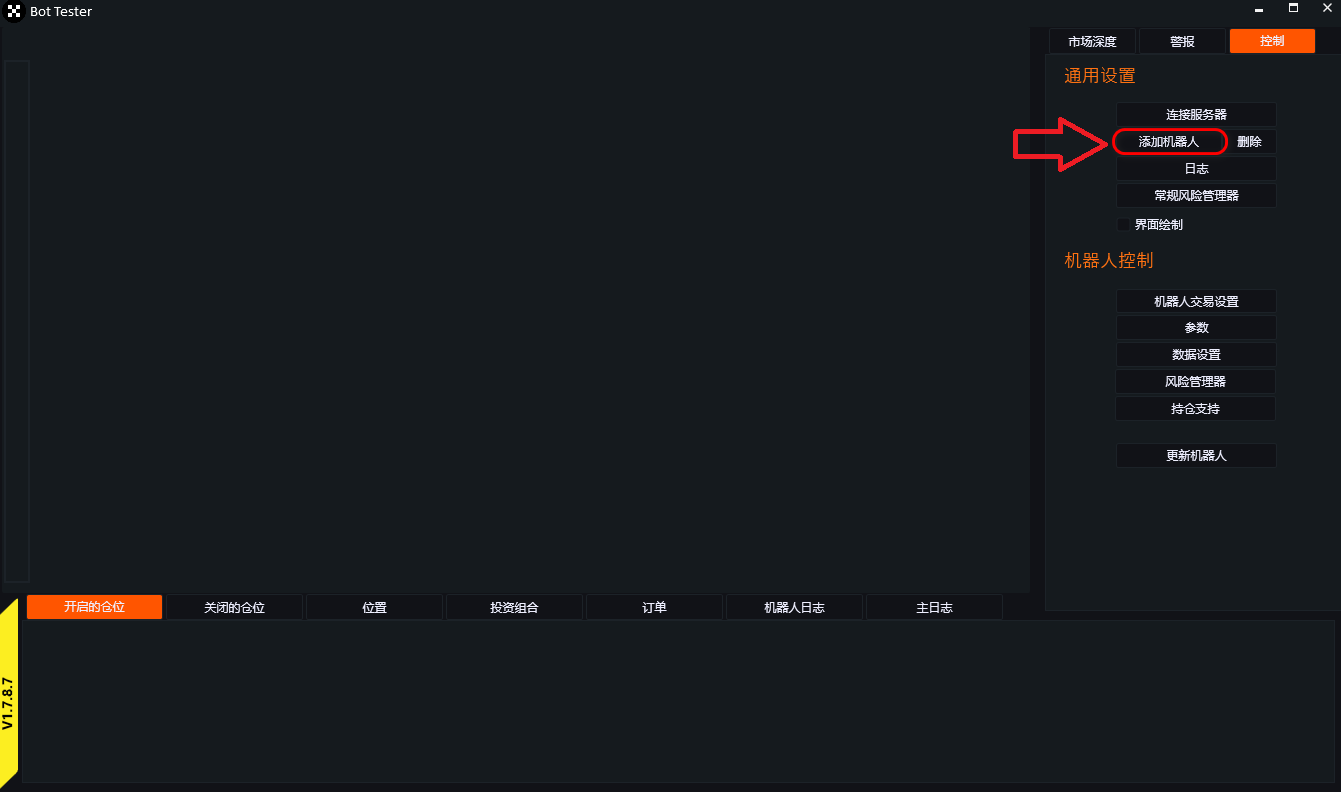 Bot Tester
市场深度
警报
控制
通用设置
连接服务器
添加机器人
删除
日志
常规风险管理器
界面绘制
机器人控制
机器人交易设置
参数
数据设置
风险管理器
持仓支持
更新机器人
开启的仓位
关闭的仓位
位置
投资组合
订单
机器人日志
主日志
V1.7.8.7